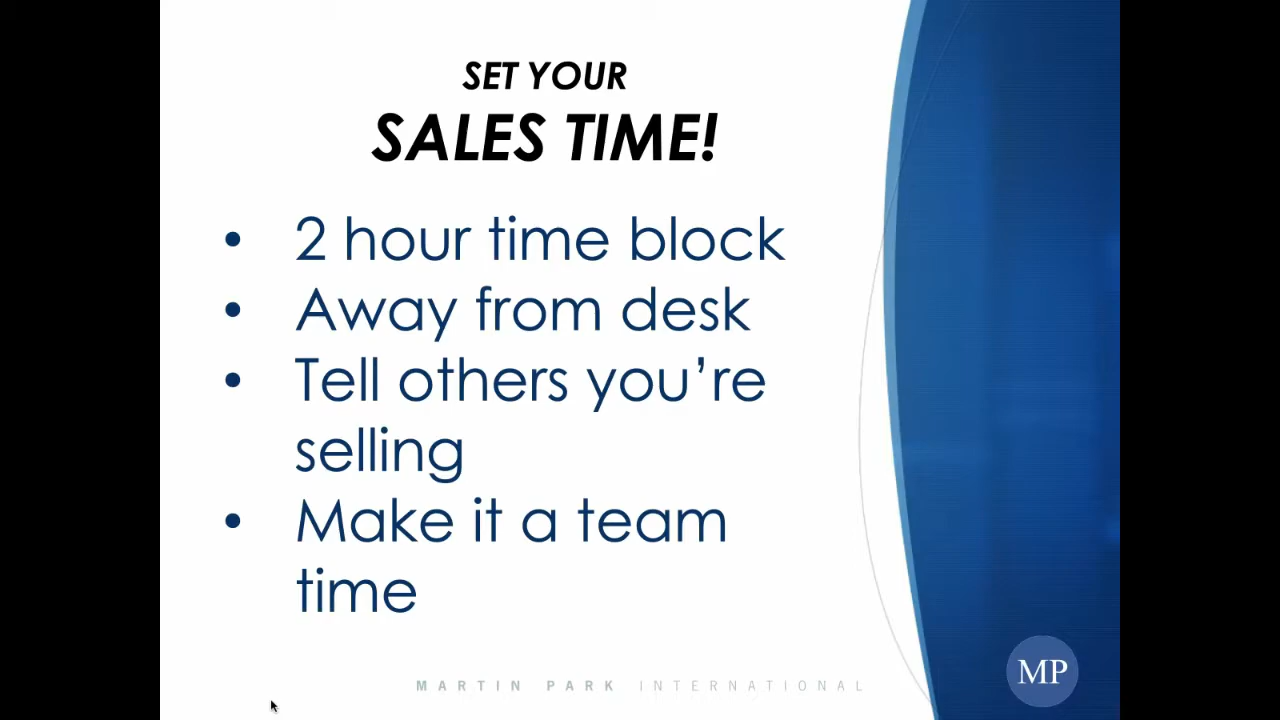 SET YOUR
SALES TIME!
• 2 hour time block
• Away from desk
• Tell others you’re
selling
• Make it a team
time
MARTIN PARK INTERNATIONAL
MP